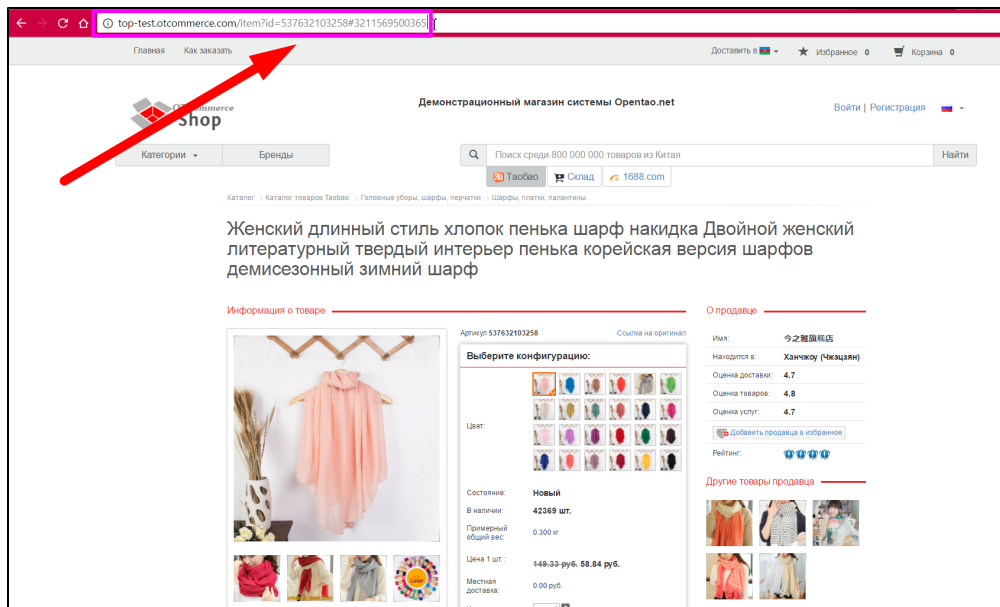 top-test.otcommerce.com/item?id=537632103258#3211569500365
Главная Как заказать Доставить в Избранное 0 Корзина 0
OTCommerce
Shop
Демонстрационный магазин системы Opentao.net
Войти | Регистрация
Категории Бренды Поиск среди 800 000 000 товаров из Китая Найти
Таобао Склад 1688.com
Каталог > Каталог товаров Taobao > Головные уборы, шарфы, перчатки > Шарфы, платки, палантины
Женский длинный стиль хлопок пенька шарф накидка Двойной женский
литературный твердый интерьер пенька корейская версия шарфов
демисезонный зимний шарф
Информация о товаре
Артикул 537632103258 Ссылка на оригинал
Выберите конфигурацию:
Цвет:
Состояние: Новый
В наличии: 42369 шт.
Примерный
общий вес: 0.300 кг
Цена 1 шт.: 149.33 руб. 58.84 руб.
Местная
доставка: 0.00 руб.
Color
О продавце
Имя: 今之雅旗舰店
Находится в: Ханчжоу (Чжэцзян)
Оценка доставки: 4.7
Оценка товаров: 4.8
Оценка услуг: 4.7
Добавить продавца в избранное
Рейтинг:
Другие товары продавца